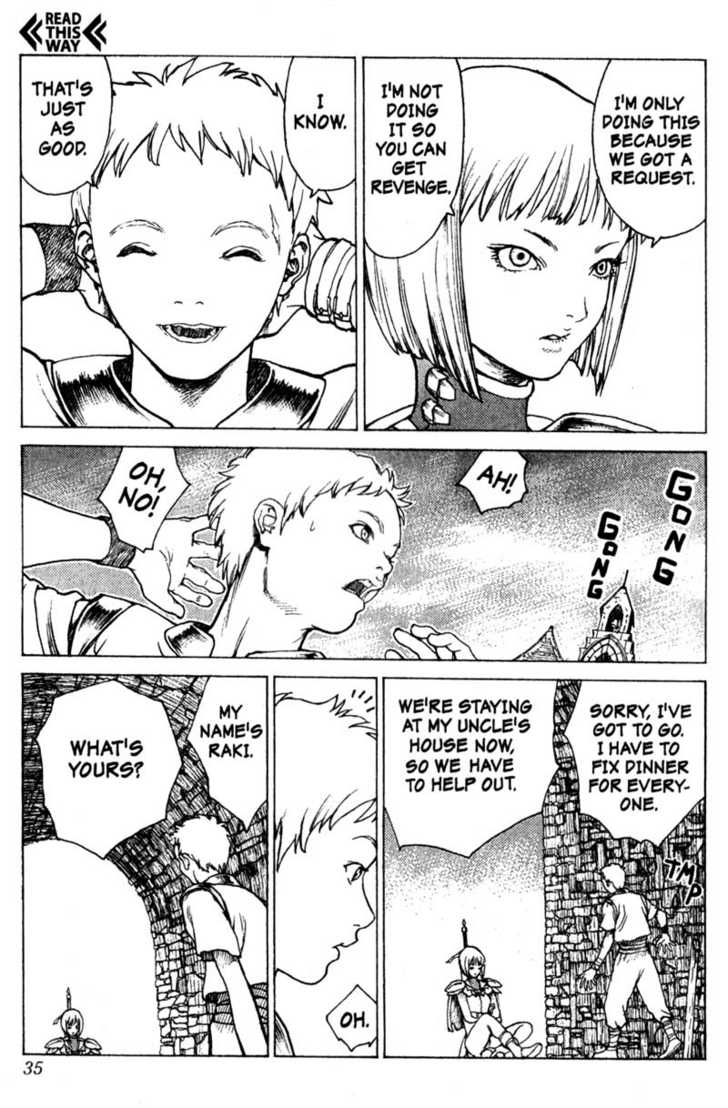 READ
THIS
WAY
I'M ONLY
DOING THIS
BECAUSE
WE GOT A
REQUEST.
I'M NOT
DOING
IT SO
YOU CAN
GET
REVENGE.
I
KNOW.
THAT'S
JUST
AS
GOOD.
GONG
GONG
AH!
OH,
NO!
SORRY, I'VE
GOT TO GO.
I HAVE TO
FIX DINNER
FOR EVERY-
ONE.
TMP
WE'RE STAYING
AT MY UNCLE'S
HOUSE NOW,
SO WE HAVE
TO HELP OUT.
OH.
MY
NAME'S
RAKI.
WHAT'S
YOURS?
35